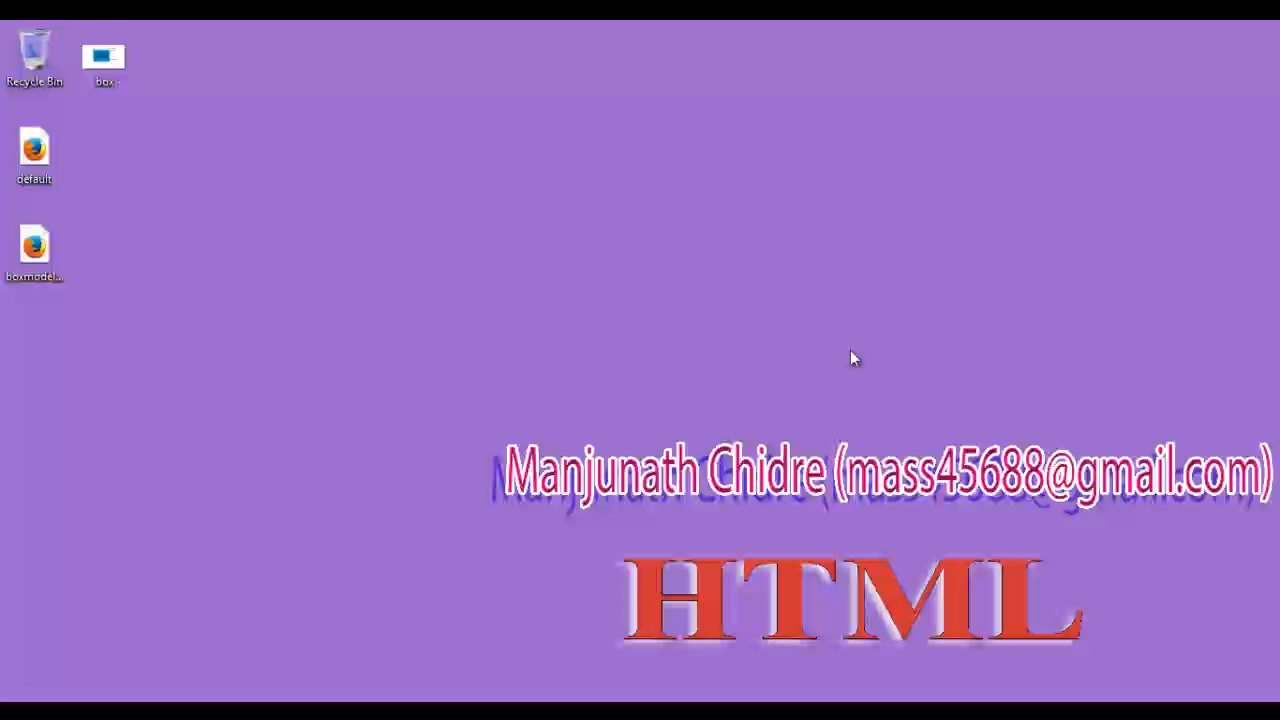 Recycle Bin
box -
default
boxmodel...
Manjunath Chidre (mass45688@gmail.com)
HTML